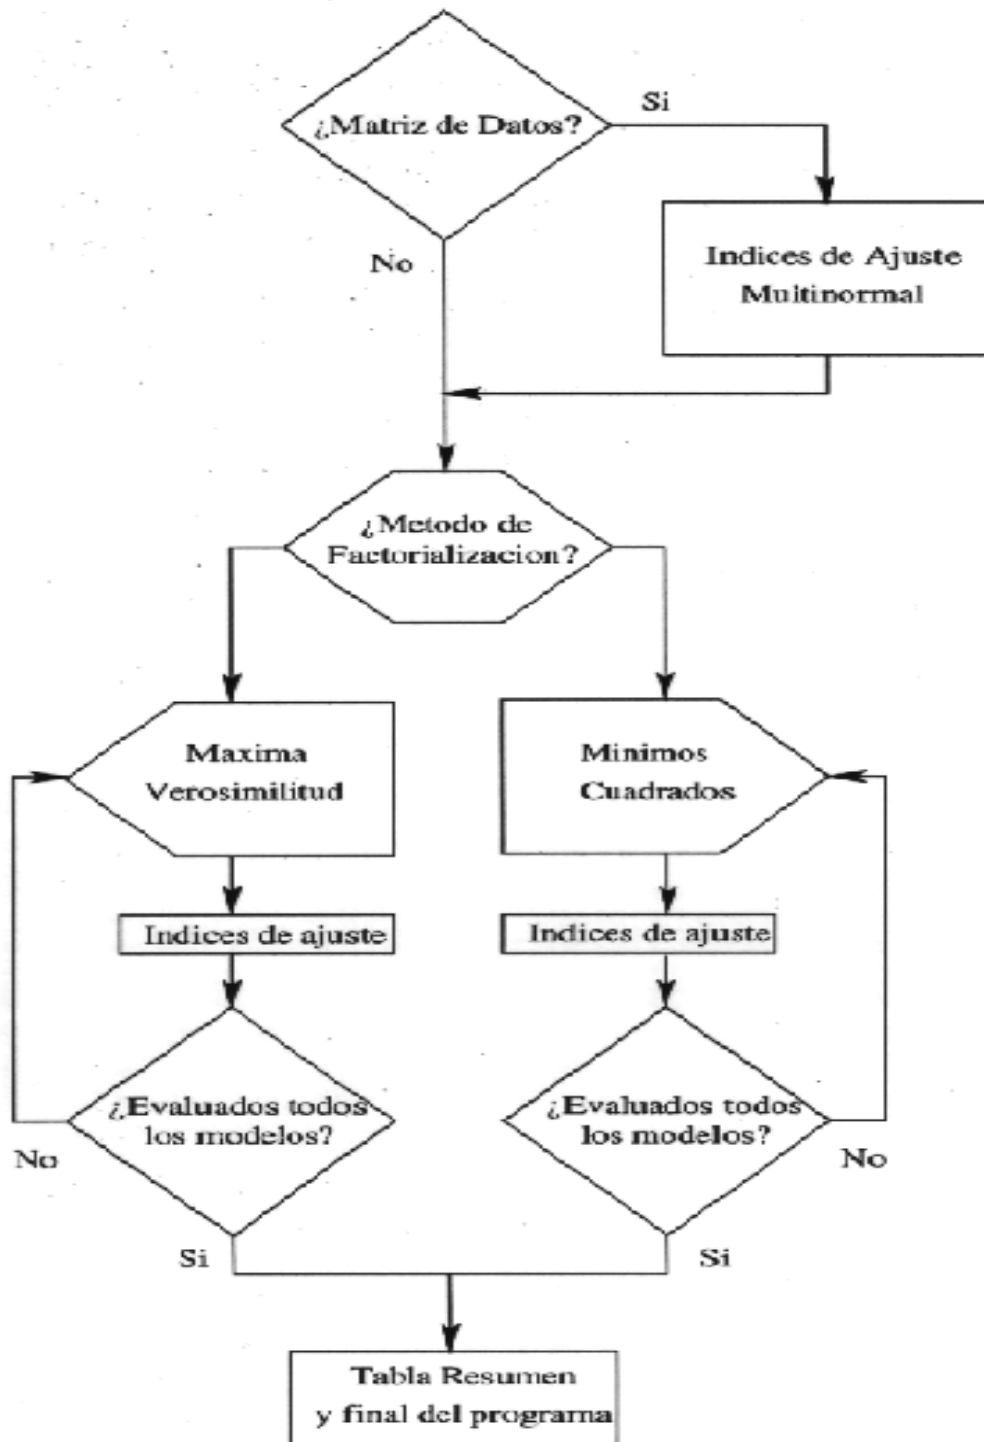 ¿Matriz de Datos?
Si
No
Indices de Ajuste
Multinormal
¿Metodo de
Factorializacion?
Maxima
Verosimilitud
Minimos
Cuadrados
Indices de ajuste
Indices de ajuste
¿Evaluados todos
los modelos?
¿Evaluados todos
los modelos?
No
No
Si
Si
Tabla Resumen
y final del programa